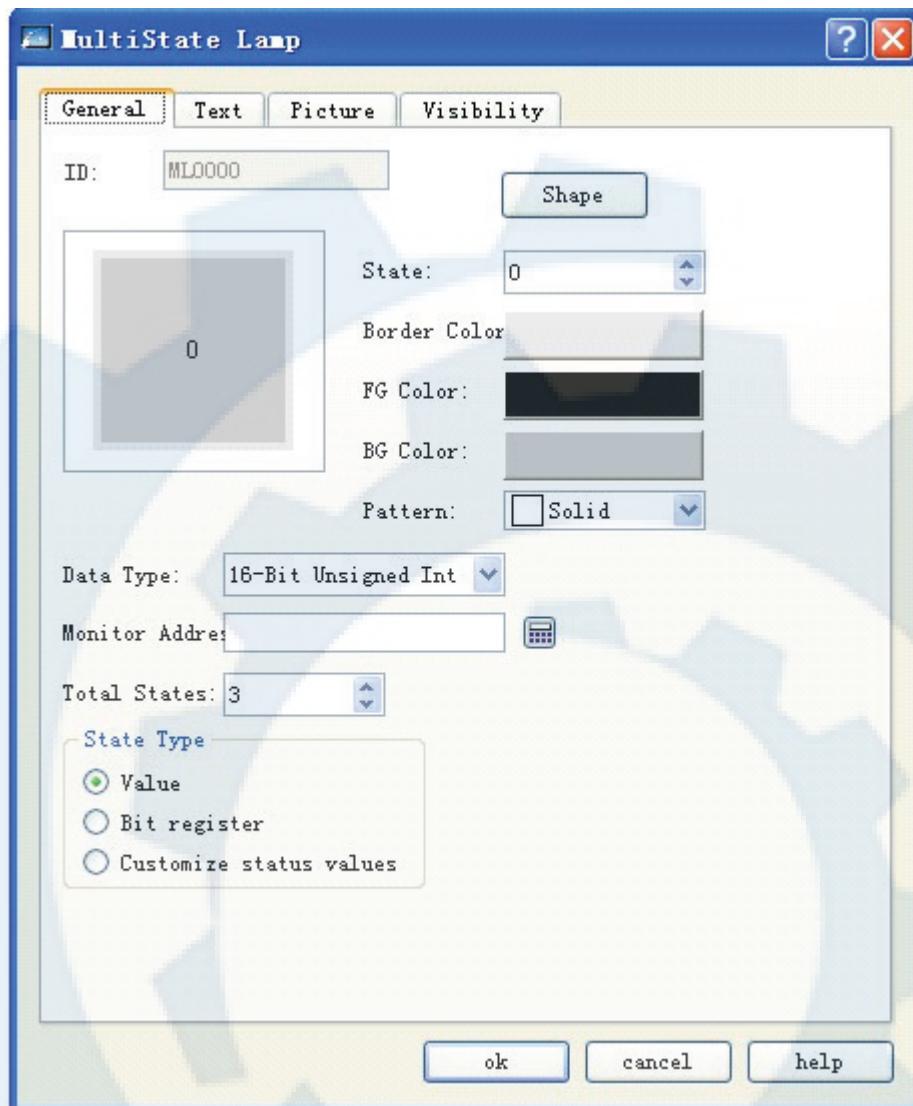 MultiState Lamp
General Text Picture Visibility
ID: ML0000
Shape
State: 0
0
Border Color
FG Color:
BG Color:
Pattern: Solid
Data Type: 16-Bit Unsigned Int
Monitor Addres
Total States: 3
State Type
Value
Bit register
Customize status values
ok cancel help